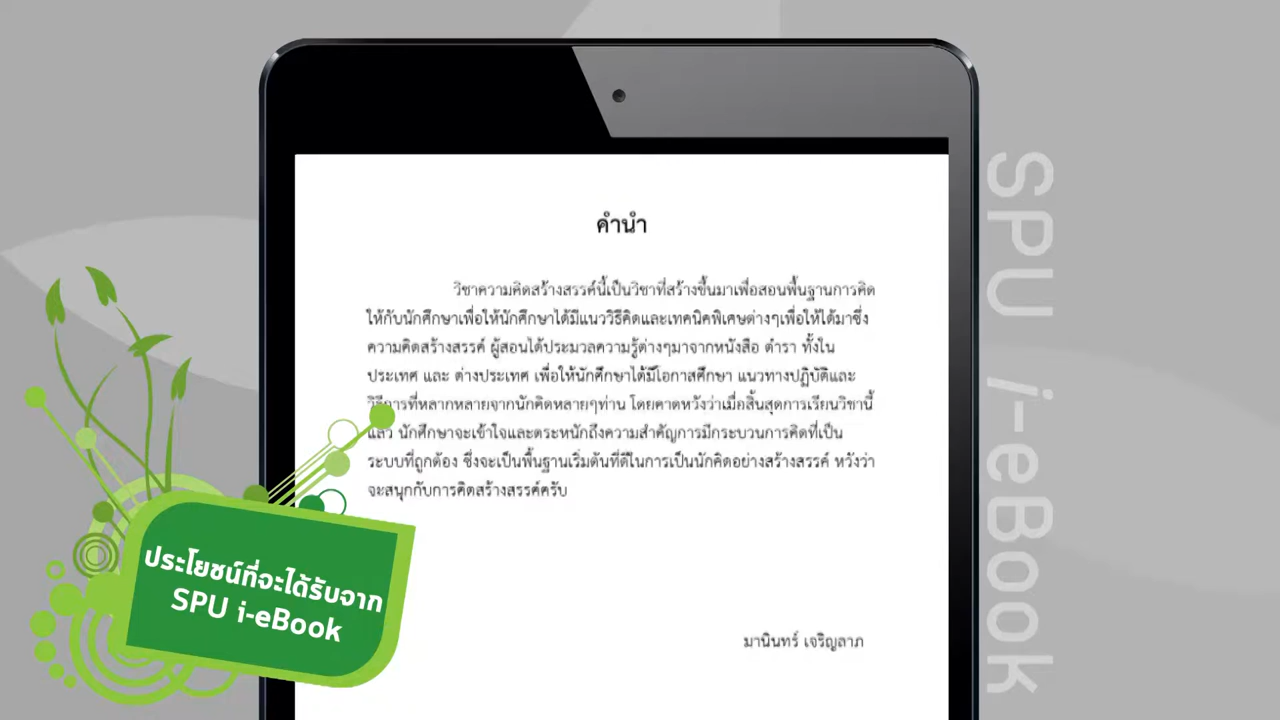 คำนำ
วิชาความคิดสร้างสรรค์นี้เป็นวิชาที่สร้างขึ้นมาเพื่อสอนพื้นฐานการคิด
ให้กับนักศึกษาเพื่อให้นักศึกษาได้มีแนววิธีคิดและเทคนิคพิเศษต่างๆเพื่อให้ได้มาซึ่ง
ความคิดสร้างสรรค์ ผู้สอนได้ประมวลความรู้ต่างๆมาจากหนังสือ ตำรา ทั้งใน
ประเทศ และ ต่างประเทศ เพื่อให้นักศึกษาได้มีโอกาสศึกษา แนวทางปฏิบัติและ
วิธีการที่หลากหลายจากนักคิดหลายๆท่าน โดยคาดหวังว่าเมื่อสิ้นสุดการเรียนวิชานี้
แล้ว นักศึกษาจะเข้าใจและตระหนักถึงความสำคัญการมีกระบวนการคิดที่เป็น
ระบบที่ถูกต้อง ซึ่งจะเป็นพื้นฐานเริ่มต้นที่ดีในการเป็นนักคิดอย่างสร้างสรรค์ หวังว่า
จะสนุกกับการคิดสร้างสรรค์ครับ
มานินทร์ เจริญลาภ
ประโยชน์ที่จะได้รับจาก
SPU i-eBook
SPU i-eBook